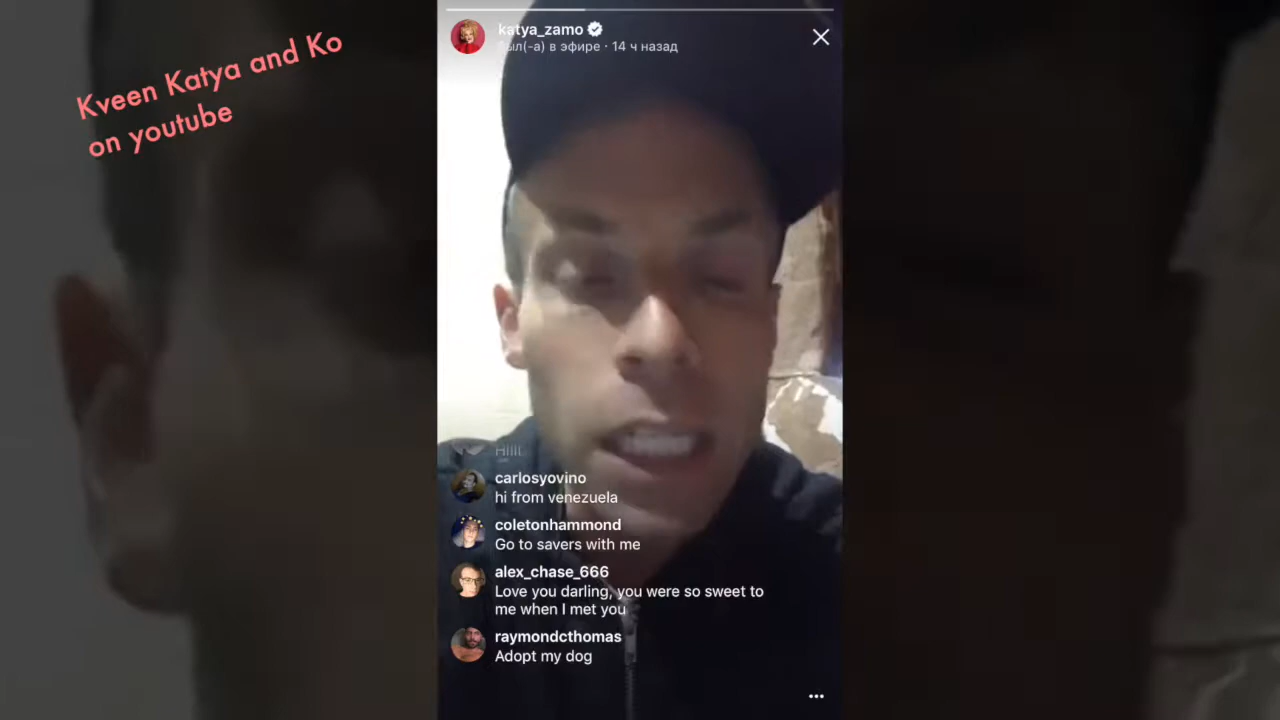 Kveen Katya and Ko
on youtube
katya_zamo
Был(-а) в эфире · 14 ч назад
HIIII
carlosyovino
hi from venezuela
coletonhammond
Go to savers with me
alex_chase_666
Love you darling, you were so sweet to
me when I met you
raymondcthomas
Adopt my dog